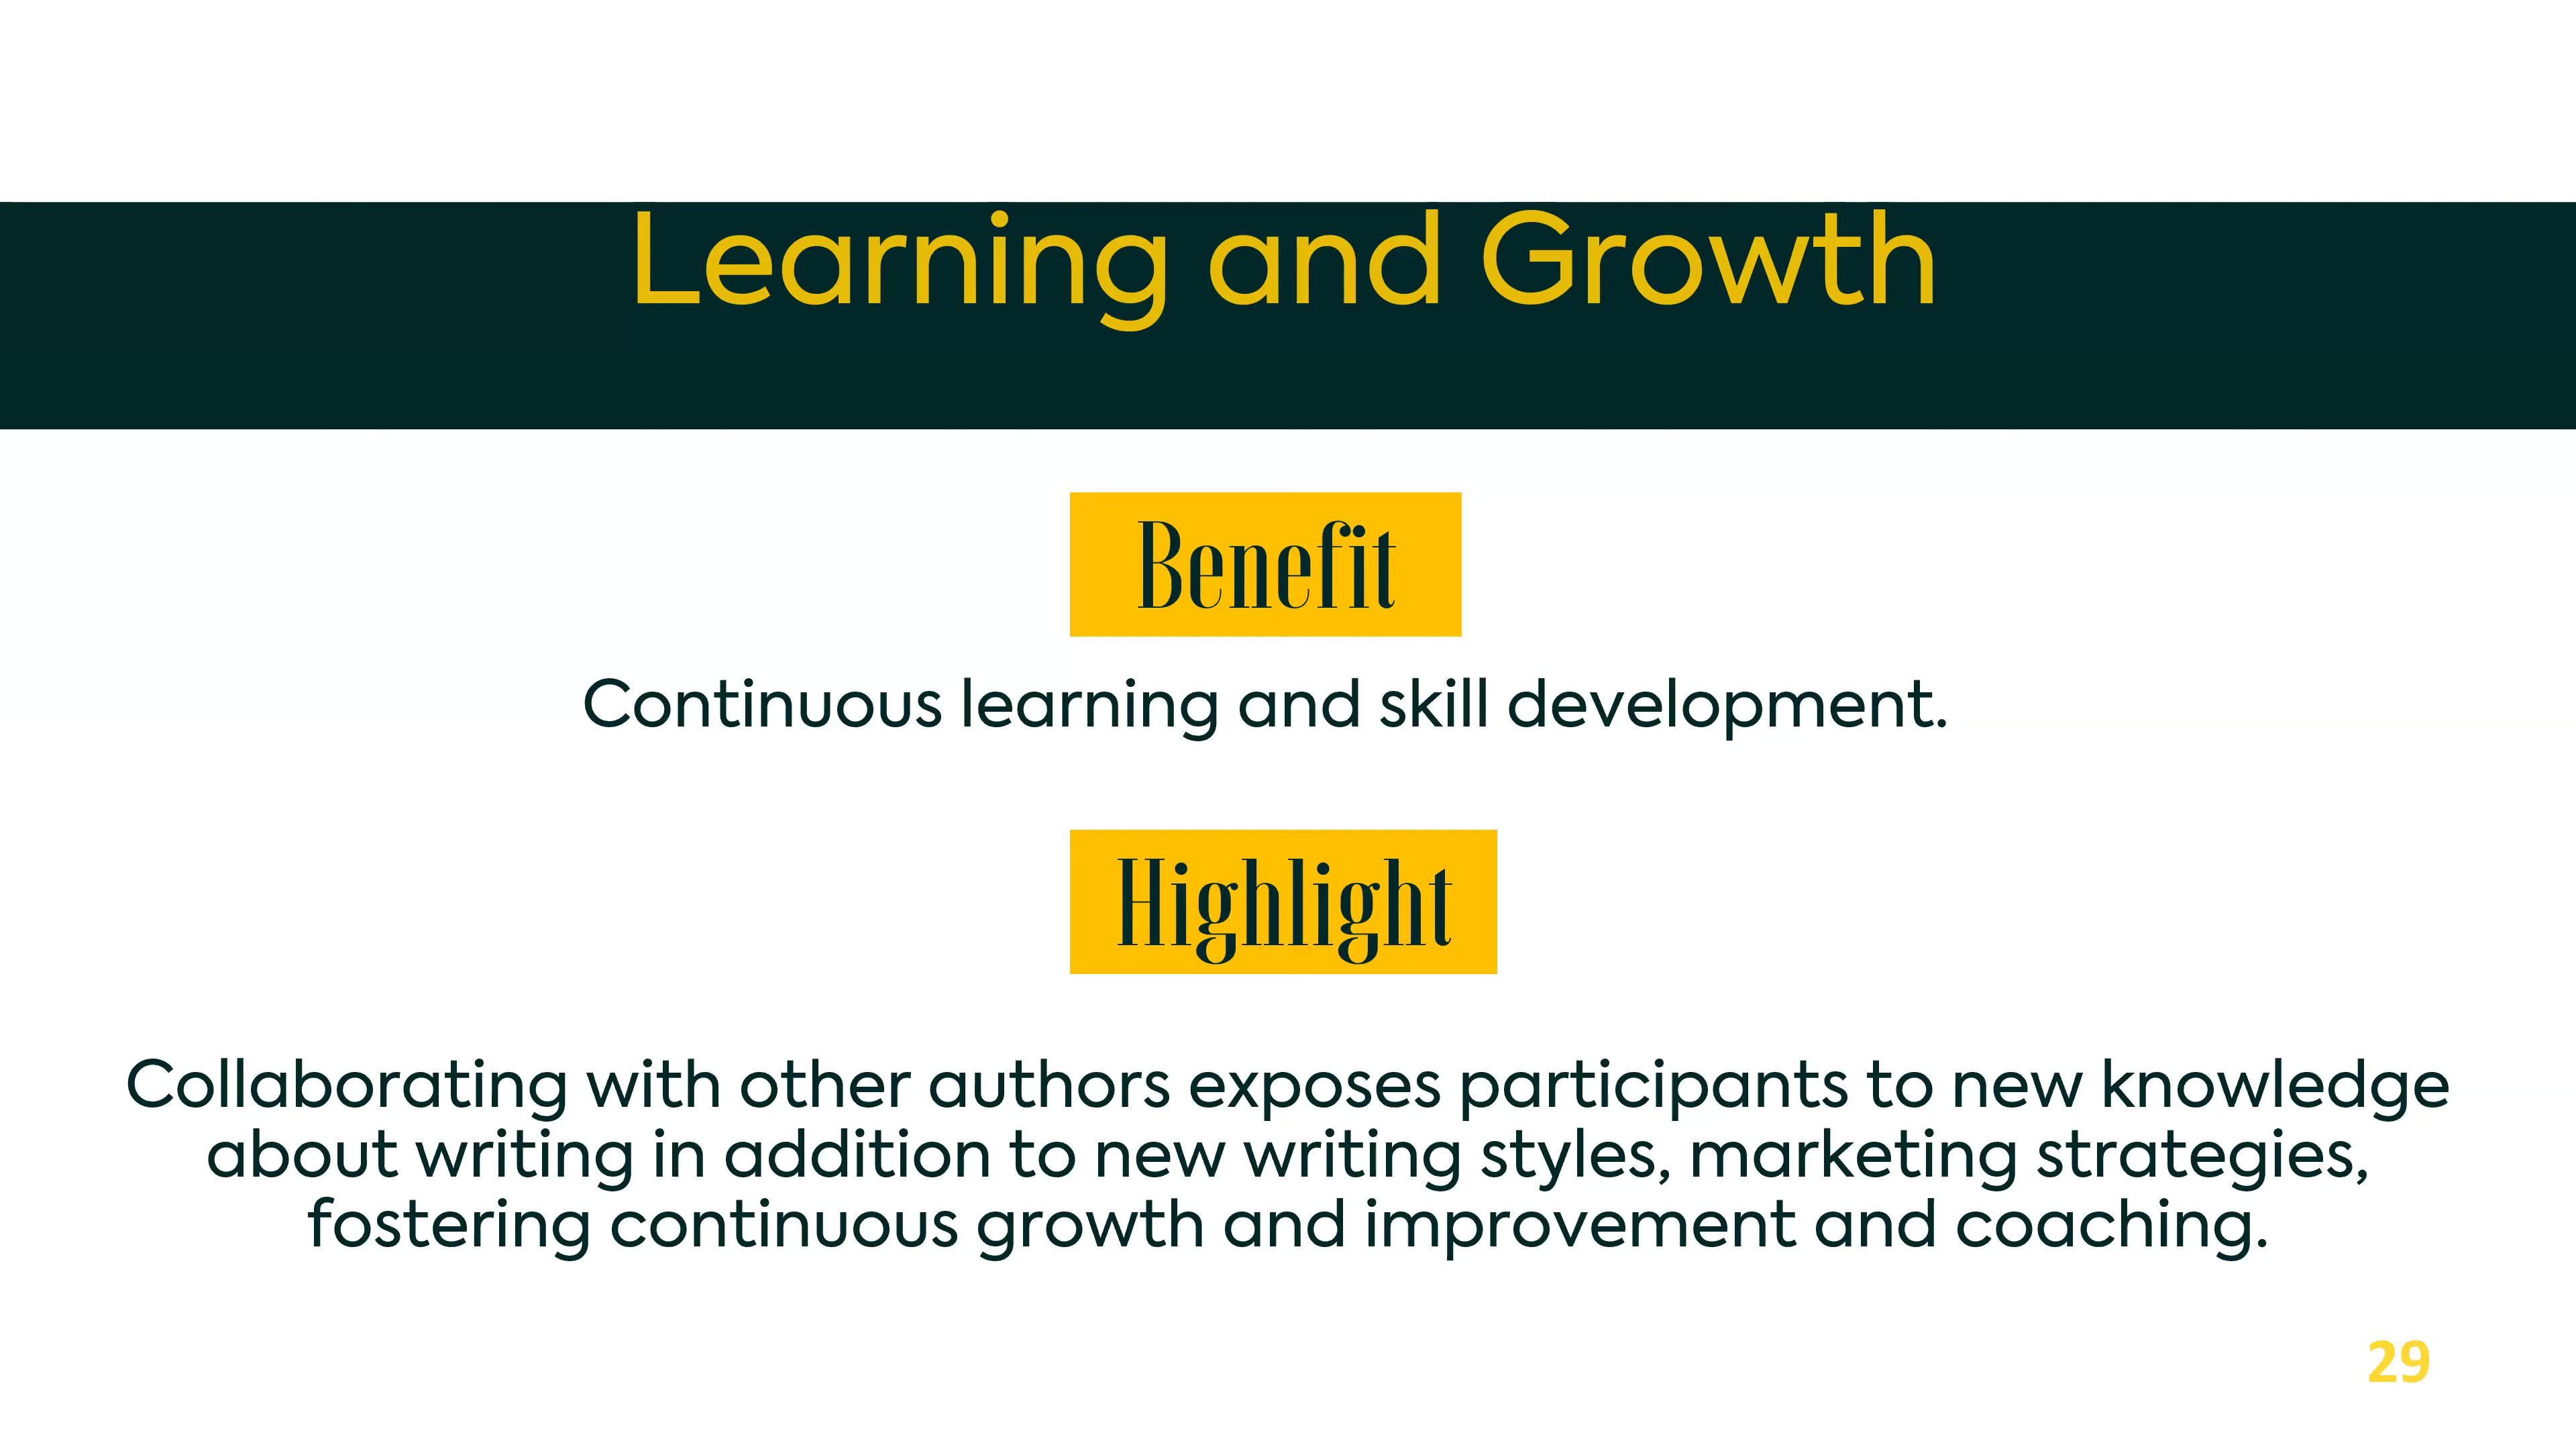 Learning and Growth
Benefit
Continuous learning and skill development.
Highlight
Collaborating with other authors exposes participants to new knowledge
about writing in addition to new writing styles, marketing strategies,
fostering continuous growth and improvement and coaching.
29